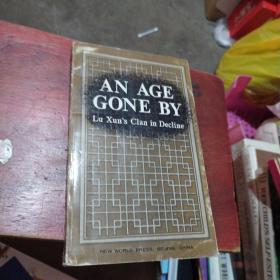 AN AGE
GONE BY
Lu Xun's Clan in Decline
NEW WORLD PRESS, BEIJING, CHINA